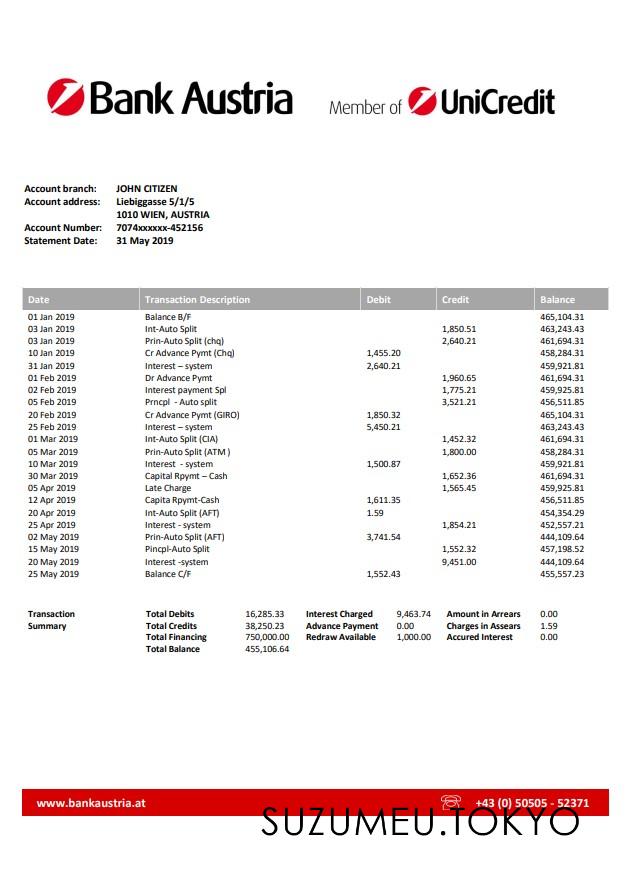 Bank Austria Member of UniCredit
Account branch: JOHN CITIZEN
Account address: Liebiggasse 5/1/5
1010 WIEN, AUSTRIA
Account Number: 7074xxxxxx-452156
Statement Date: 31 May 2019
Date Transaction Description Debit Credit Balance
01 Jan 2019 Balance B/F 465,104.31
03 Jan 2019 Int-Auto Split 1,850.51 463,243.43
03 Jan 2019 Prin-Auto Split (chq) 2,640.21 461,694.31
10 Jan 2019 Cr Advance Pymt (Chq) 1,455.20 458,284.31
31 Jan 2019 Interest – system 2,640.21 459,921.81
01 Feb 2019 Dr Advance Pymt 1,960.65 461,694.31
02 Feb 2019 Interest payment Spl 1,775.21 459,925.81
05 Feb 2019 Prncpl - Auto split 3,521.21 456,511.85
20 Feb 2019 Cr Advance Pymt (GIRO) 1,850.32 465,104.31
25 Feb 2019 Interest – system 5,450.21 463,243.43
01 Mar 2019 Int-Auto Split (CIA) 1,452.32 461,694.31
05 Mar 2019 Prin-Auto Split (ATM ) 1,800.00 458,284.31
10 Mar 2019 Interest - system 1,500.87 459,921.81
30 Mar 2019 Capital Rpymt – Cash 1,652.36 461,694.31
05 Apr 2019 Late Charge 1,565.45 459,925.81
12 Apr 2019 Capita Rpymt-Cash 1,611.35 456,511.85
20 Apr 2019 Int-Auto Split (AFT) 1.59 454,354.29
25 Apr 2019 Interest - system 1,854.21 452,557.21
02 May 2019 Prin-Auto Split (AFT) 3,741.54 444,109.64
15 May 2019 Pincpl-Auto Split 1,552.32 457,198.52
20 May 2019 Interest -system 9,451.00 444,109.64
25 May 2019 Balance C/F 1,552.43 455,557.23
Transaction Total Debits 16,285.33 Interest Charged 9,463.74 Amount in Arrears 0.00
Summary Total Credits 38,250.23 Advance Payment 0.00 Charges in Assears 1.59
Total Financing 750,000.00 Redraw Available 1,000.00 Accured Interest 0.00
Total Balance 455,106.64
www.bankaustria.at +43 (0) 50505 - 52371
SUZUMEU.TOKYO